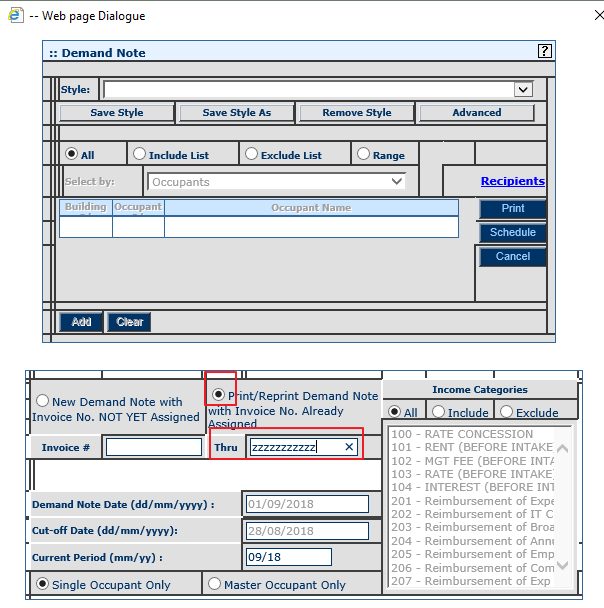 -- Web page Dialogue
:: Demand Note
?
Style:
Save Style Save Style As Remove Style Advanced
All Include List Exclude List Range
Select by: Occupants Recipients
Building Occupant Occupant Name
Print
Schedule
Cancel
Add Clear
New Demand Note with
Invoice No. NOT YET Assigned
Print/Reprint Demand Note
with Invoice No. Already
Assigned
Invoice # Thru zzzzzzzzzzz
Demand Note Date (dd/mm/yyyy) : 01/09/2018
Cut-off Date (dd/mm/yyyy): 28/08/2018
Current Period (mm/yy) : 09/18
Single Occupant Only Master Occupant Only
Income Categories
All Include Exclude
100 - RATE CONCESSION
101 - RENT (BEFORE INTAKE
102 - MGT FEE (BEFORE INTA
103 - RATE (BEFORE INTAKE)
104 - INTEREST (BEFORE INT
201 - Reimbursement of Expe
202 - Reimbursement of IT C
203 - Reimbursement of Broa
204 - Reimbursement of Annu
205 - Reimbursement of Emp
206 - Reimbursement of Com
207 - Reimbursement of Exp